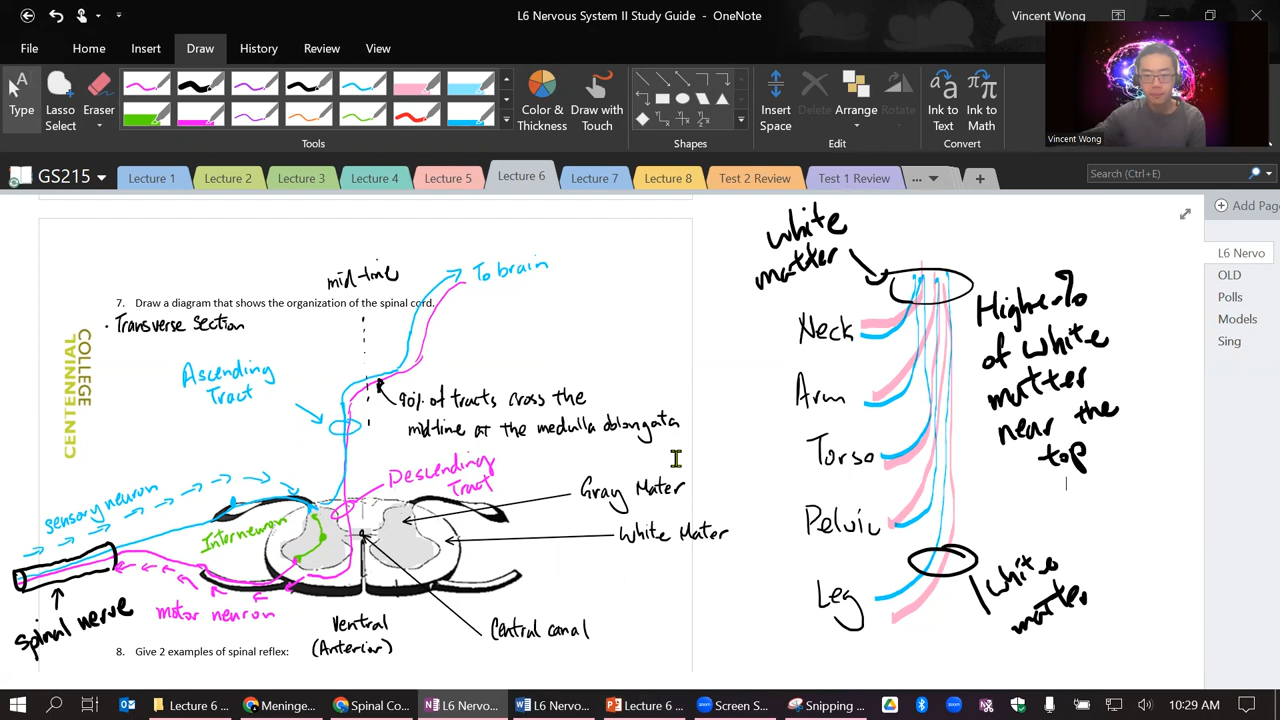 L6 Nervous System II Study Guide - OneNote
Vincent Wong
File Home Insert Draw History Review View
Type
Lasso Select
Eraser
Color & Thickness
Draw with Touch
Insert Space
Delete
Arrange
Rotate
Ink to Text
Ink to Math
Tools
Shapes
Edit
Convert
Vincent Wong
GS215
Lecture 1
Lecture 2
Lecture 3
Lecture 4
Lecture 5
Lecture 6
Lecture 7
Lecture 8
Test 2 Review
Test 1 Review
...
Search (Ctrl+E)
Add Pag
L6 Nervo
OLD
Polls
Models
Sing
CENTENNIAL
COLLEGE
mid-line
To brain
7. Draw a diagram that shows the organization of the spinal cord.
• Transverse section
Ascending
Tract
90% of tracts cross the
midline at the medulla oblongata
Descending
Tract
Gray Mater
White Mater
sensory neuron
Interneuron
spinal nerve
motor neuron
Ventral
(Anterior)
Central canal
8. Give 2 examples of spinal reflex:
white
matter
Neck
Arm
Torso
Pelvic
Leg
Higher %
of white
matter
near the
top
white
matter
Lecture 6 ...
Meninge...
Spinal Co...
L6 Nervo...
W L6 Nervo...
Lecture 6 ...
Screen S...
Snipping ...
10:29 AM